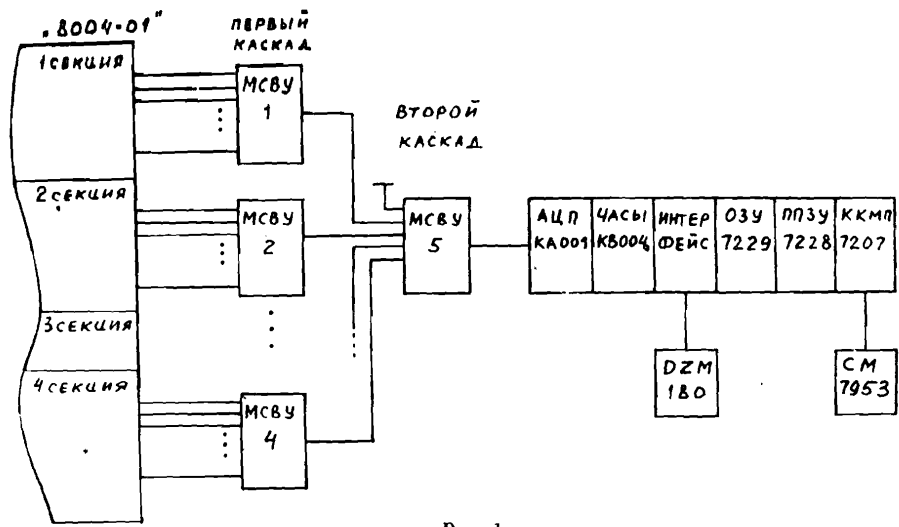 „8004-01"
1 СЕКЦИЯ
2 СЕКЦИЯ
3 СЕКЦИЯ
4 СЕКЦИЯ
ПЕРВЫЙ
КАСКАД
МСВУ
1
МСВУ
2
МСВУ
4
ВТОРОЙ
КАСКАД
МСВУ
5
АЦП
КА001
ЧАСЫ
КВ004
ИНТЕР
ФЕЙС
ОЗУ
7229
ППЗУ
7228
ККМП
7207
DZM
180
СМ
7953